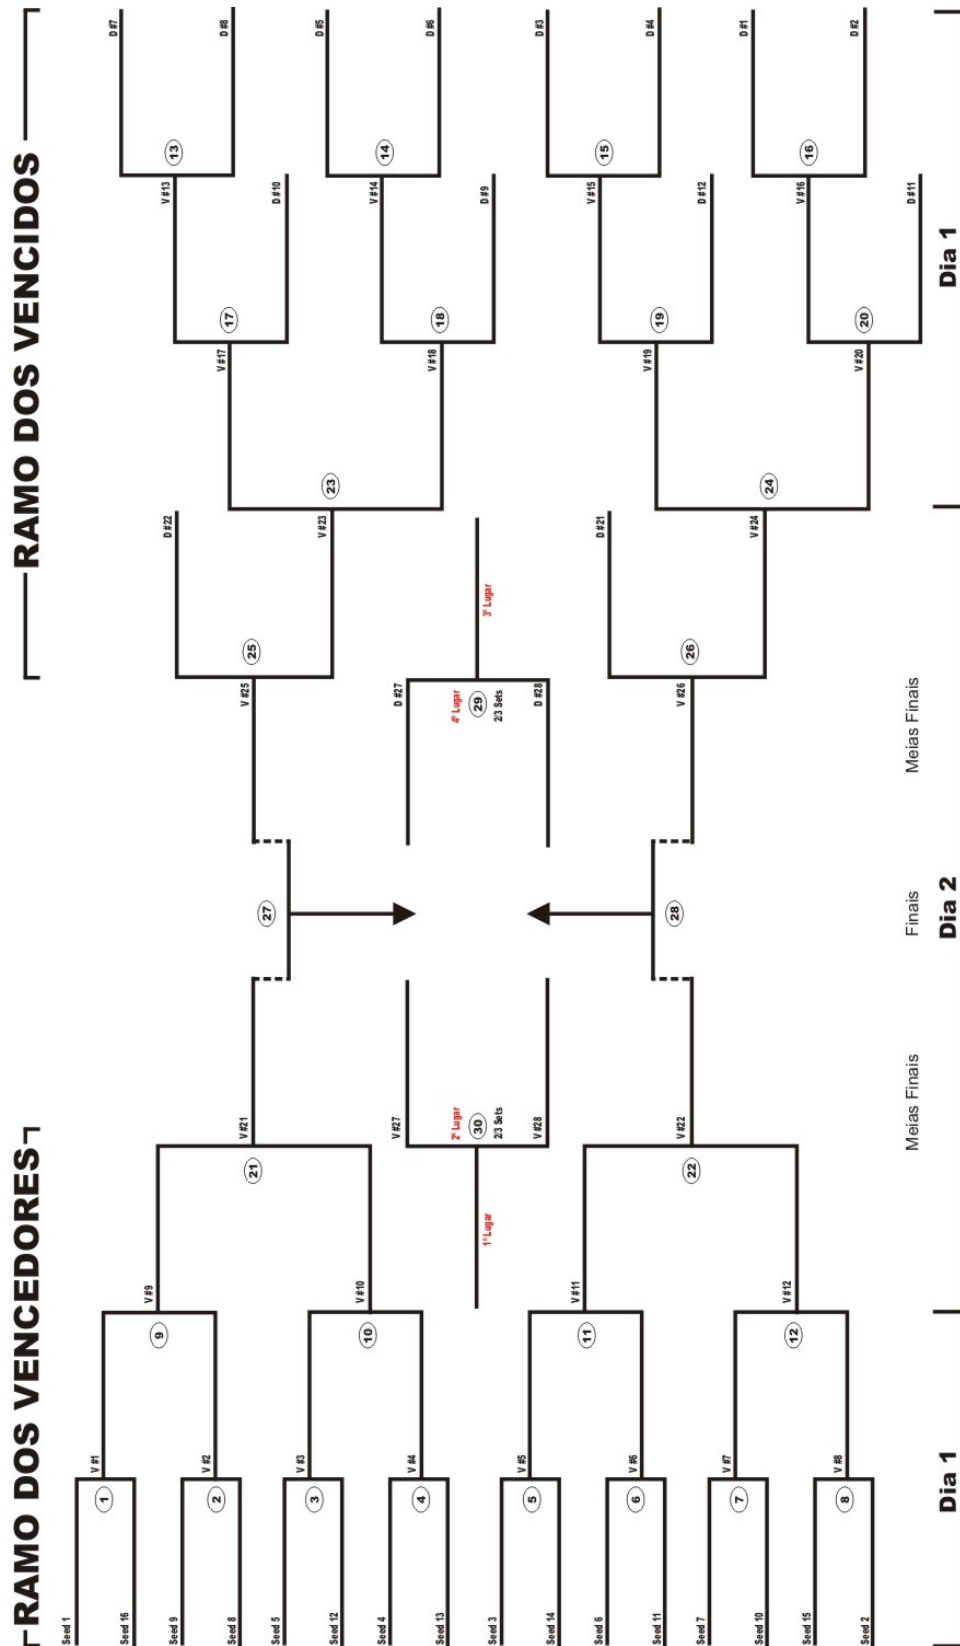 RAMO DOS VENCEDORES
RAMO DOS VENCIDOS
Seed 1
Seed 16
Seed 9
Seed 8
Seed 5
Seed 12
Seed 4
Seed 13
Seed 3
Seed 14
Seed 6
Seed 11
Seed 7
Seed 10
Seed 15
Seed 2
1
2
3
4
5
6
7
8
V #1
V #2
V #3
V #4
V #5
V #6
V #7
V #8
9
10
11
12
V #9
V #10
V #11
V #12
21
22
V #21
V #22
1º Lugar
2º Lugar
30
2/3 Sets
V #27
V #28
27
28
D #27
D #28
4º Lugar
29
2/3 Sets
3º Lugar
V #25
V #26
25
26
D #22
V #23
D #21
V #24
23
24
V #17
V #18
V #19
V #20
17
18
19
20
V #13
D #10
V #14
D #9
V #15
D #12
V #16
D #11
13
14
15
16
D #7
D #8
D #5
D #6
D #3
D #4
D #1
D #2
Meias Finais
Finais
Meias Finais
Dia 1
Dia 2
Dia 1